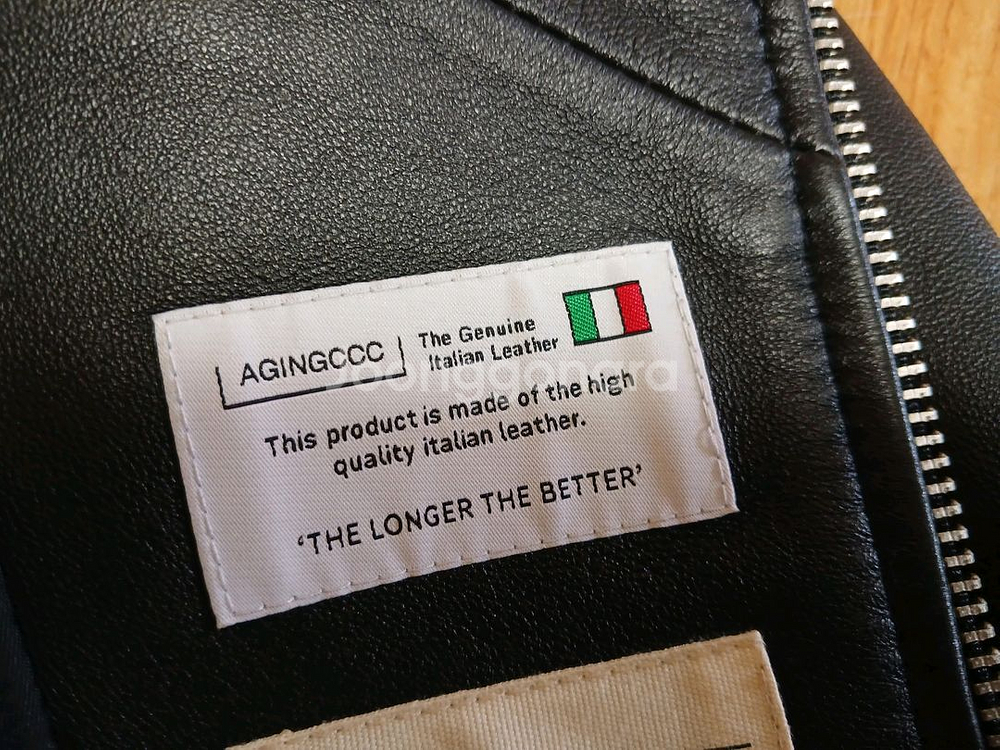 AGINGCCC
The Genuine
Italian Leather
This product is made of the high
quality italian leather.
‘THE LONGER THE BETTER’
joonggonara